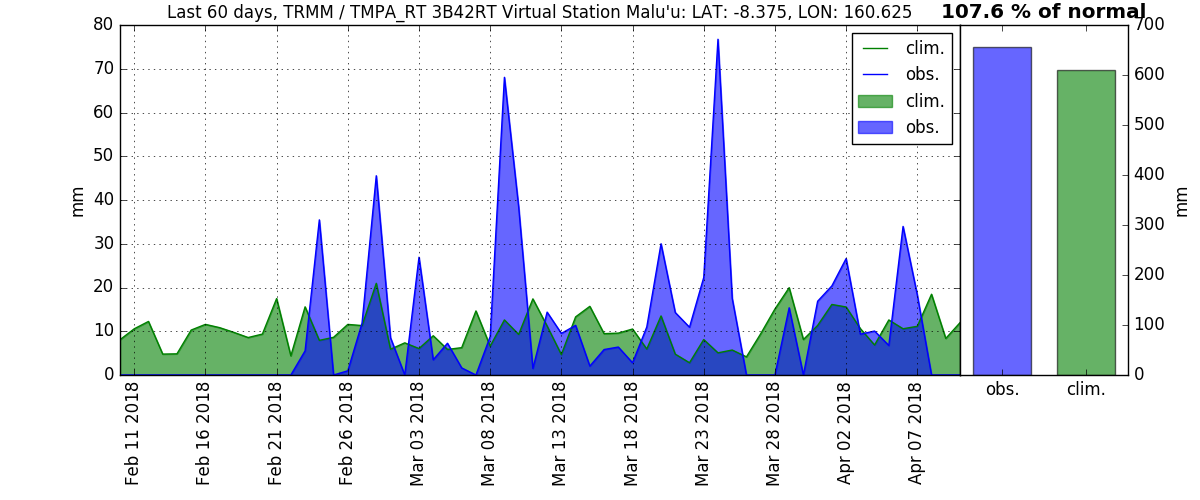 Last 60 days, TRMM / TMPA_RT 3B42RT Virtual Station Malu'u: LAT: -8.375, LON: 160.625
107.6 % of normal
80
70
60
50
40
30
20
10
0
mm
clim.
obs.
clim.
obs.
Feb 11 2018
Feb 16 2018
Feb 21 2018
Feb 26 2018
Mar 03 2018
Mar 08 2018
Mar 13 2018
Mar 18 2018
Mar 23 2018
Mar 28 2018
Apr 02 2018
Apr 07 2018
700
600
500
400
300
200
100
0
mm
obs.
clim.